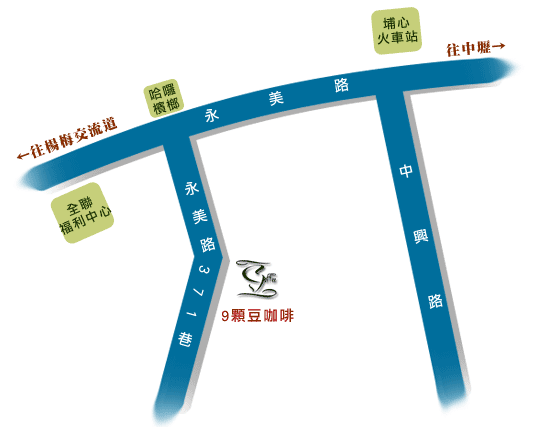 埔心
火車站
往中壢→
哈囉
檳榔
永美路
←往楊梅交流道
全聯
福利中心
永美路371巷
中興路
9顆豆咖啡